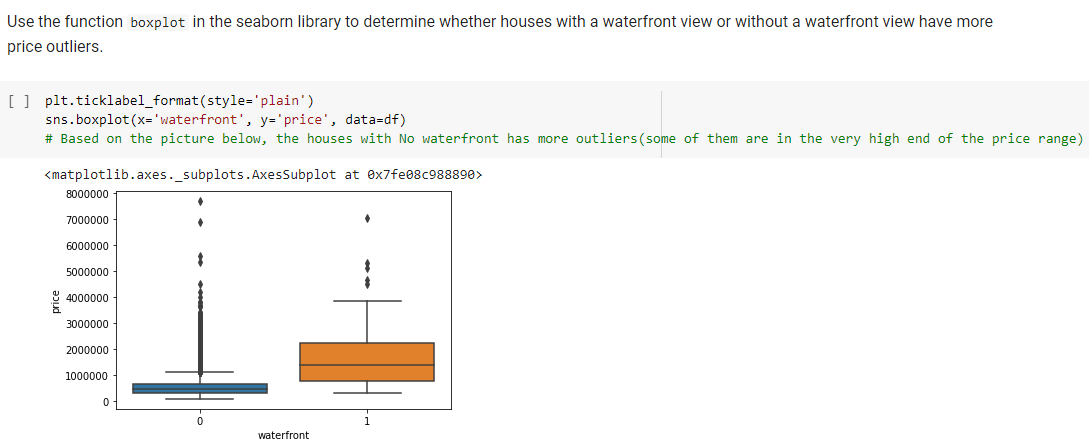 Use the function boxplot in the seaborn library to determine whether houses with a waterfront view or without a waterfront view have more
price outliers.
[ ] plt.ticklabel_format(style='plain')
sns.boxplot(x='waterfront', y='price', data=df)
# Based on the picture below, the houses with No waterfront has more outliers(some of them are in the very high end of the price range)
<matplotlib.axes._subplots.AxesSubplot at 0x7fe08c988890>
8000000
7000000
6000000
5000000
4000000
price
3000000
2000000
1000000
0
0 1
waterfront